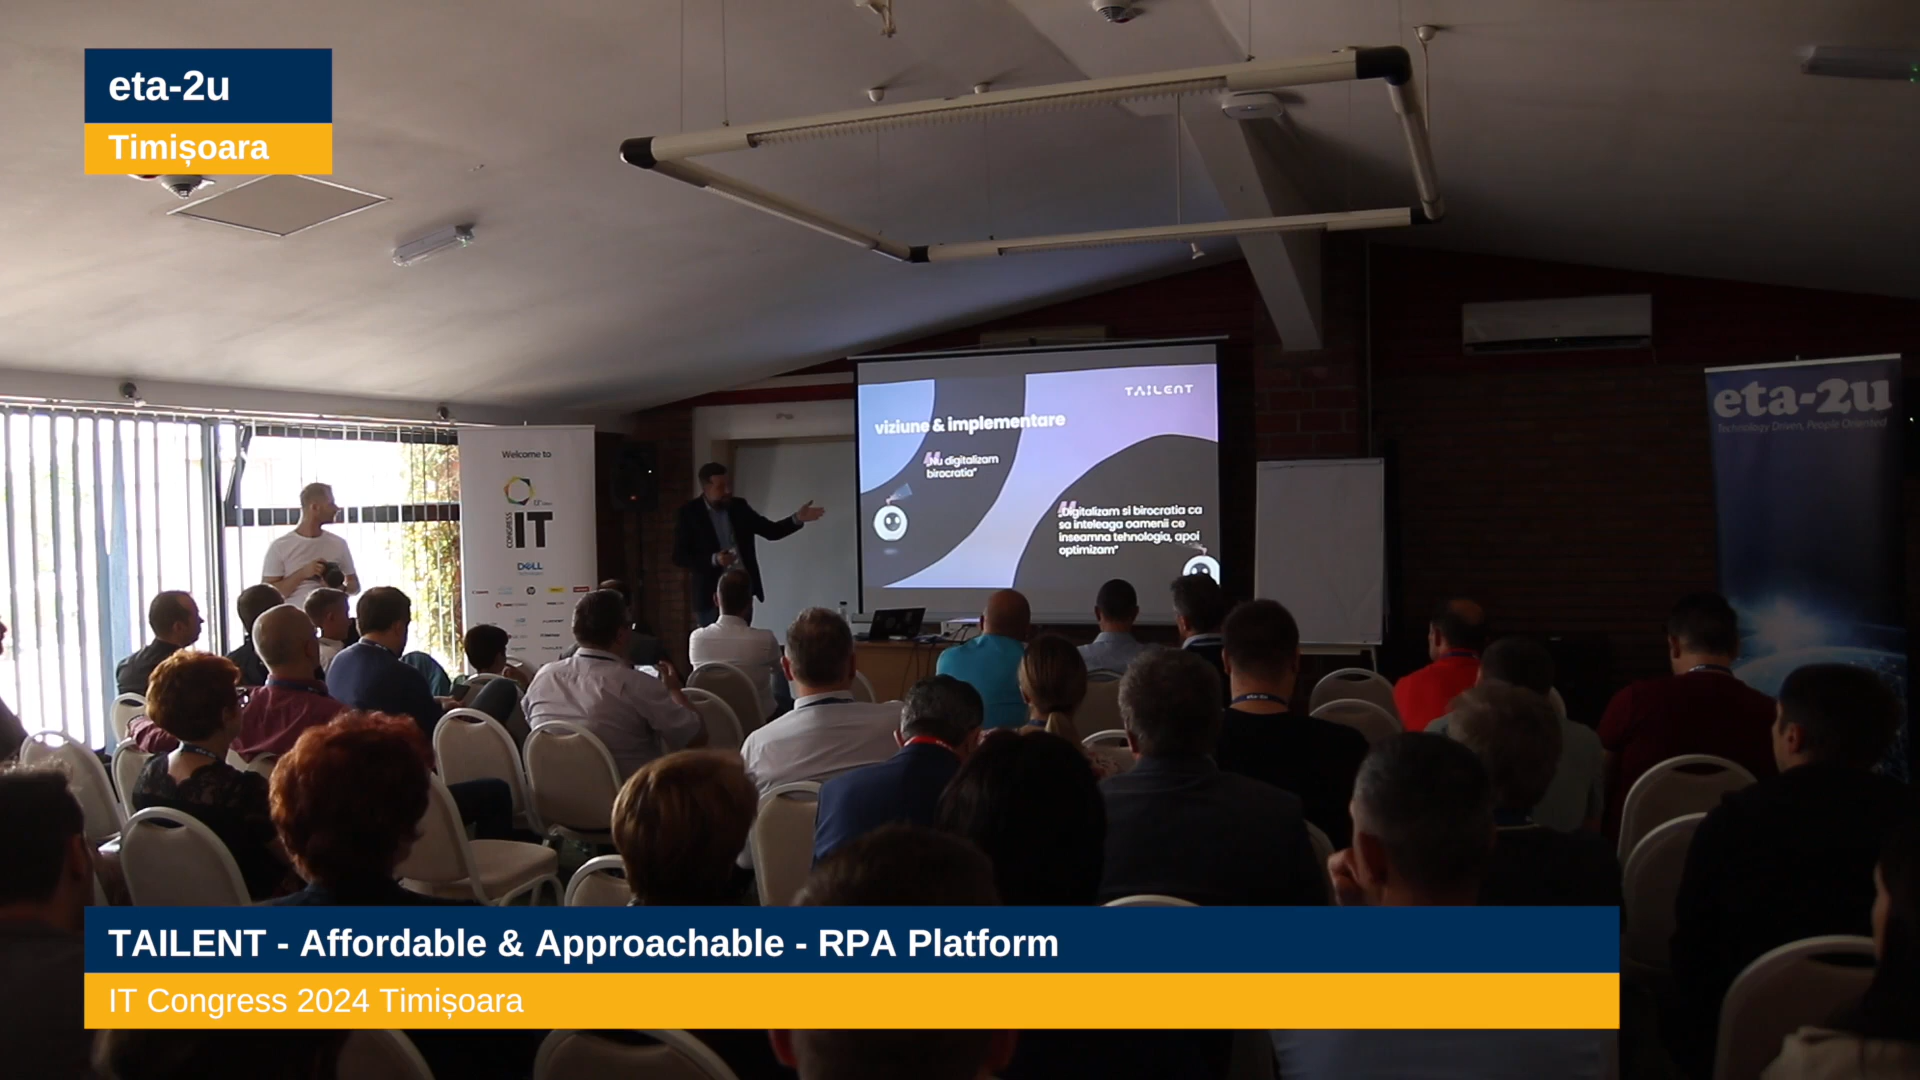 eta-2u
Timișoara
TAILENT
viziune & implementare
„Nu digitalizam
birocratia”
„Digitalizam si birocratia ca
sa inteleaga oamenii ce
inseamna tehnologia, apoi
optimizam”
Welcome to
CONGRESS
IT
DELL
eta-2u
Technology Driven, People Oriented
TAILENT - Affordable & Approachable - RPA Platform
IT Congress 2024 Timișoara